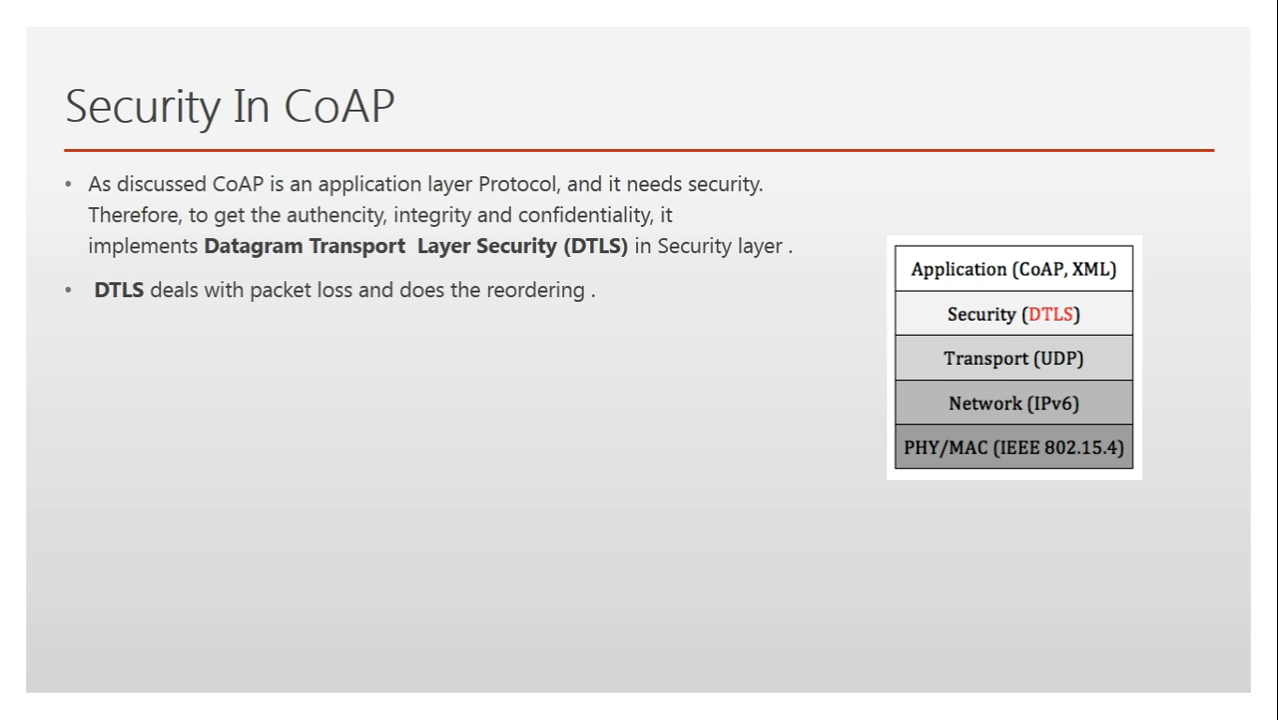 Security In CoAP
• As discussed CoAP is an application layer Protocol, and it needs security.
Therefore, to get the authencity, integrity and confidentiality, it
implements Datagram Transport  Layer Security (DTLS) in Security layer .
• DTLS deals with packet loss and does the reordering .
Application (CoAP, XML)
Security (DTLS)
Transport (UDP)
Network (IPv6)
PHY/MAC (IEEE 802.15.4)